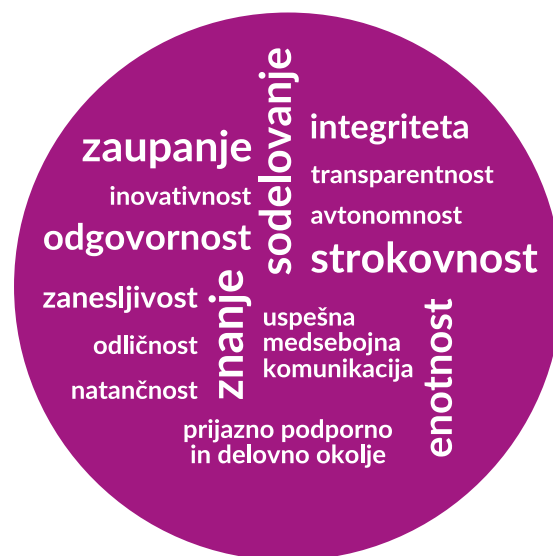 zaupanje
inovativnost
odgovornost
zanesljivost
odličnost
natančnost
sodelovanje
znanje
integriteta
transparentnost
avtonomnost
strokovnost
uspešna
medsebojna
komunikacija
enotnost
prijazno podporno
in delovno okolje